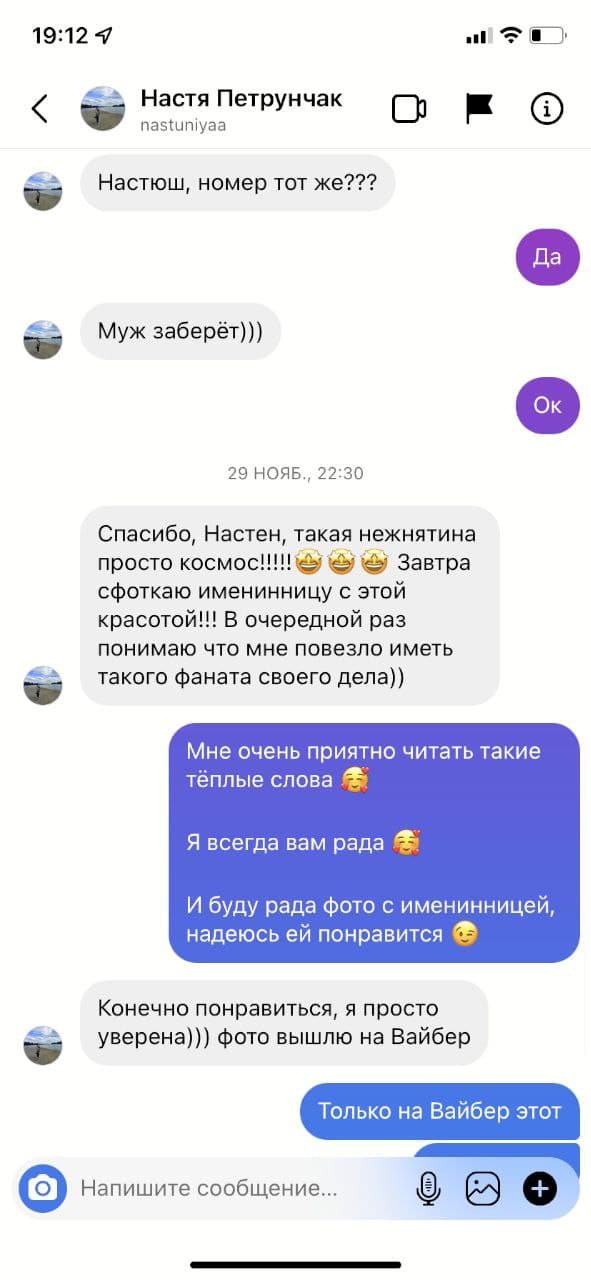 19:12
Настя Петрунчак
nastuniyaa
Настюш, номер тот же???
Да
Муж заберёт)))
Ок
29 НОЯБ., 22:30
Спасибо, Настен, такая нежнятина
просто космос!!!!!🤩🤩🤩 Завтра
сфоткаю именинницу с этой
красотой!!! В очередной раз
понимаю что мне повезло иметь
такого фаната своего дела))
Мне очень приятно читать такие
тёплые слова 🥰
Я всегда вам рада 🥰
И буду рада фото с именинницей,
надеюсь ей понравится 😉
Конечно понравиться, я просто
уверена))) фото вышлю на Вайбер
Только на Вайбер этот
Напишите сообщение...